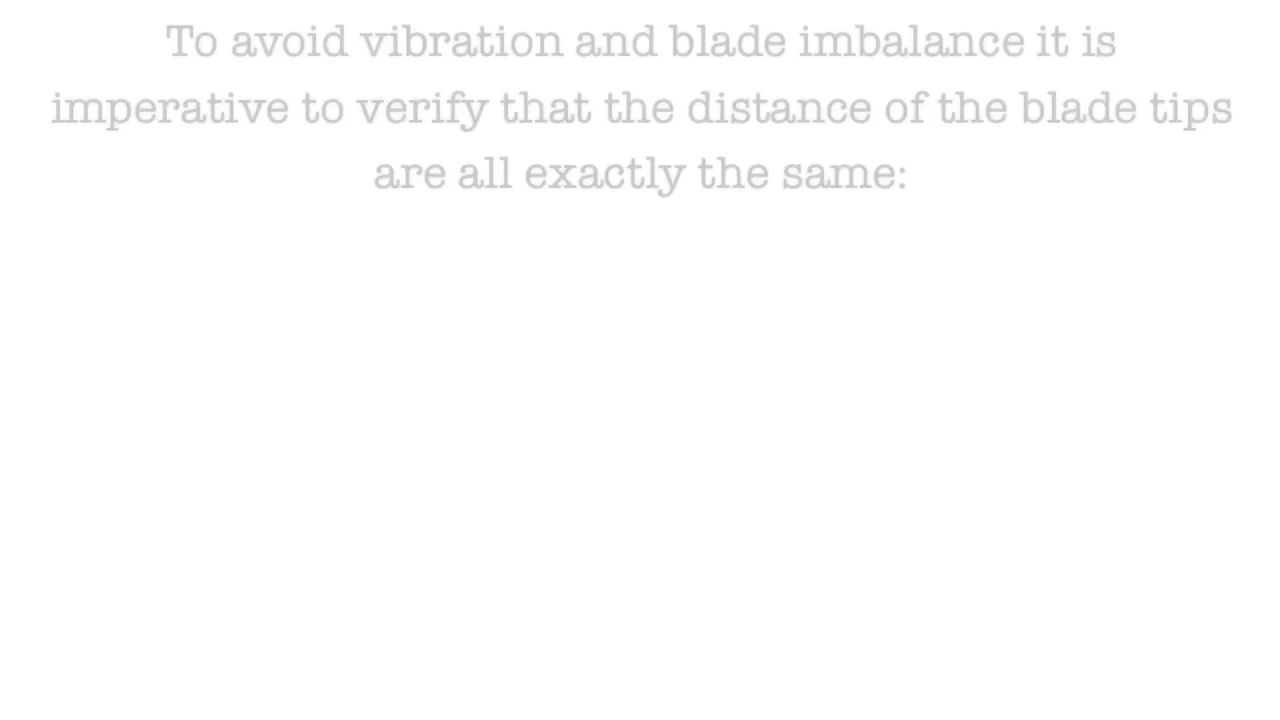 To avoid vibration and blade imbalance it is
imperative to verify that the distance of the blade tips
are all exactly the same: